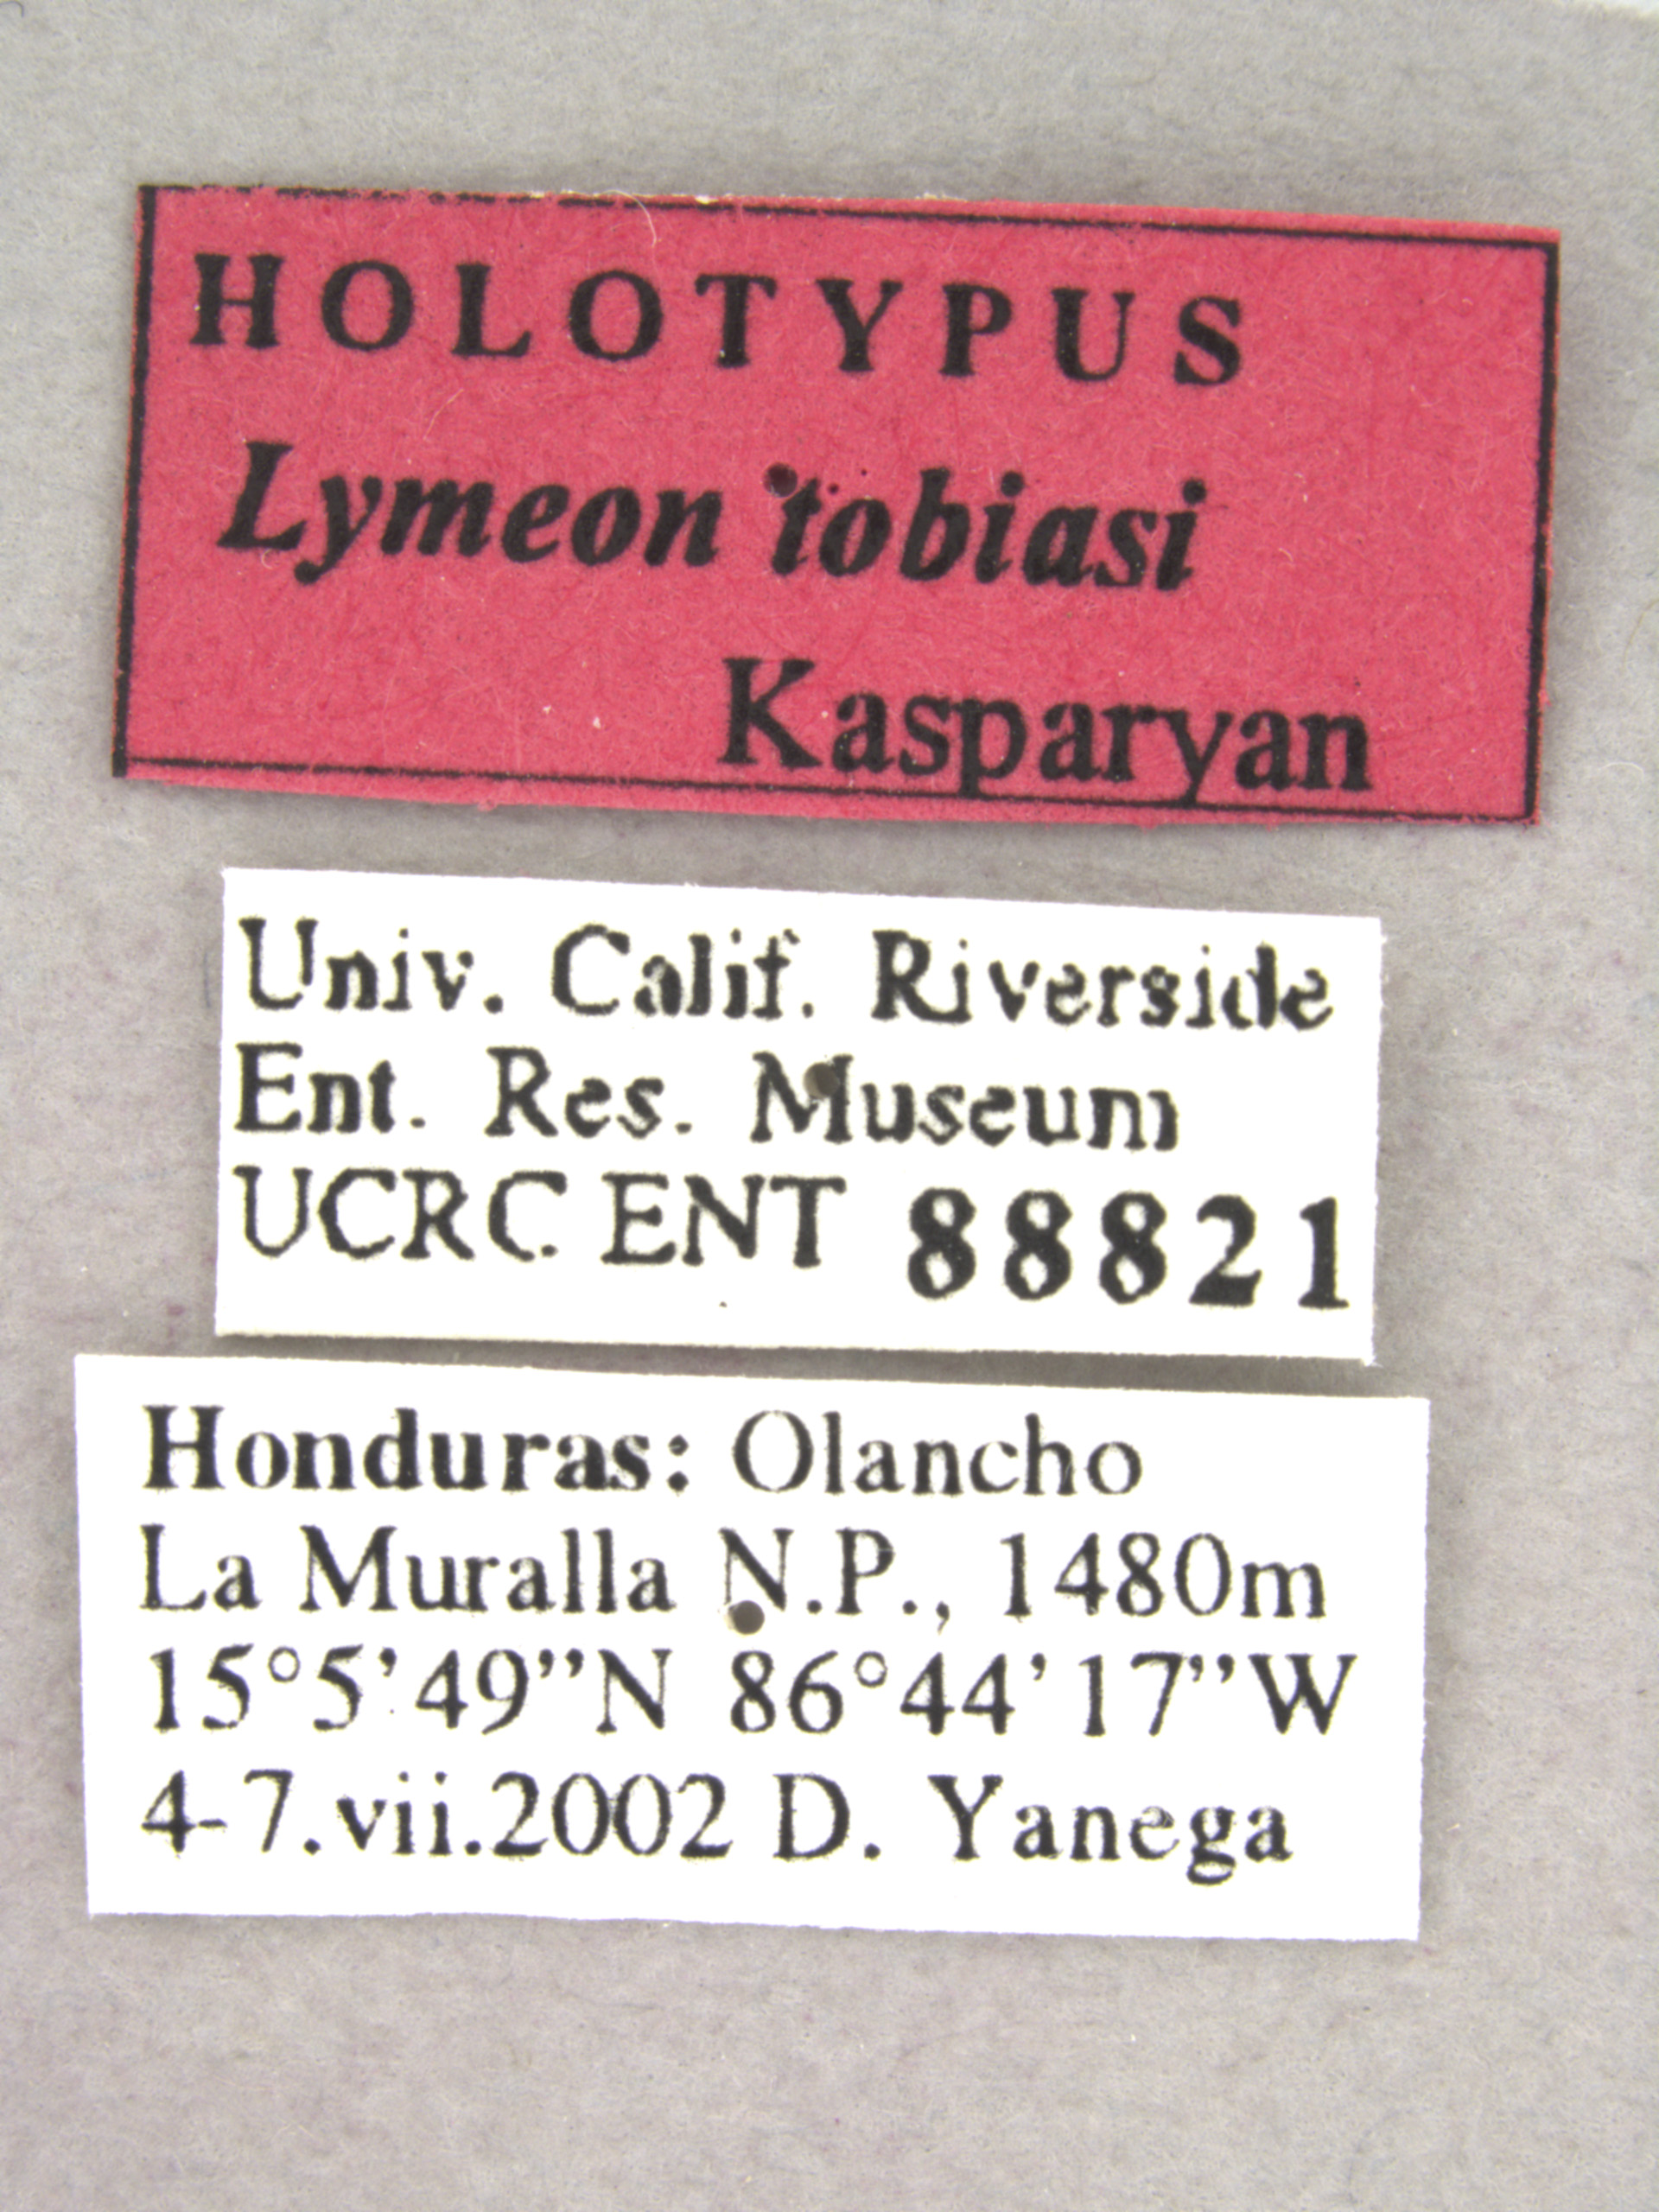 HOLOTYPUS
Lymeon tobiasi
Kasparyan
Univ. Calif. Riverside
Ent. Res. Museum
UCRC ENT 88821
Honduras: Olancho
La Muralla N.P., 1480m
15°5’49”N 86°44’17”W
4-7.vii.2002 D. Yanega